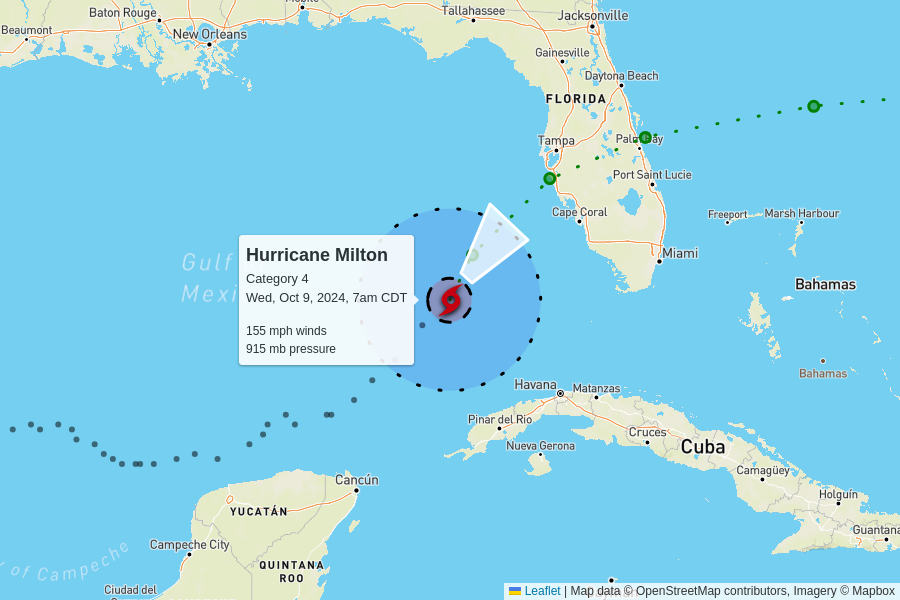 Mobile
Tallahassee
Baton Rouge
Jacksonville
Beaumont
New Orleans
Gainesville
Daytona Beach
FLORIDA
Tampa
Palm Bay
Port Saint Lucie
Cape Coral
Freeport
Marsh Harbour
Miami
Gulf
Mexi
Hurricane Milton
Category 4
Wed, Oct 9, 2024, 7am CDT
155 mph winds
915 mb pressure
Bahamas
Bahamas
Havana
Matanzas
Pinar del Rio
Cruces
Nueva Gerona
Cuba
Camagüey
Cancún
Holguín
YUCATÁN
Guantana
Campeche City
of Campeche
QUINTANA
ROO
Ciudad del
Leaflet | Map data © OpenStreetMap contributors, Imagery © Mapbox